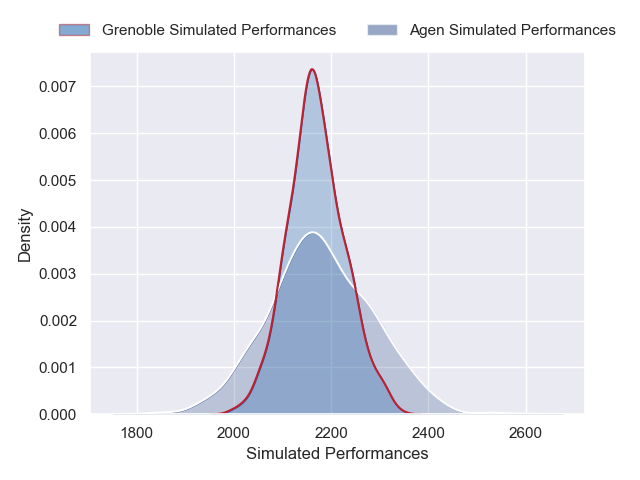 Grenoble Simulated Performances Agen Simulated Performances
0.007
0.006
0.005
0.004
0.003
0.002
0.001
0.000
Density
1800 2000 2200 2400 2600
Simulated Performances